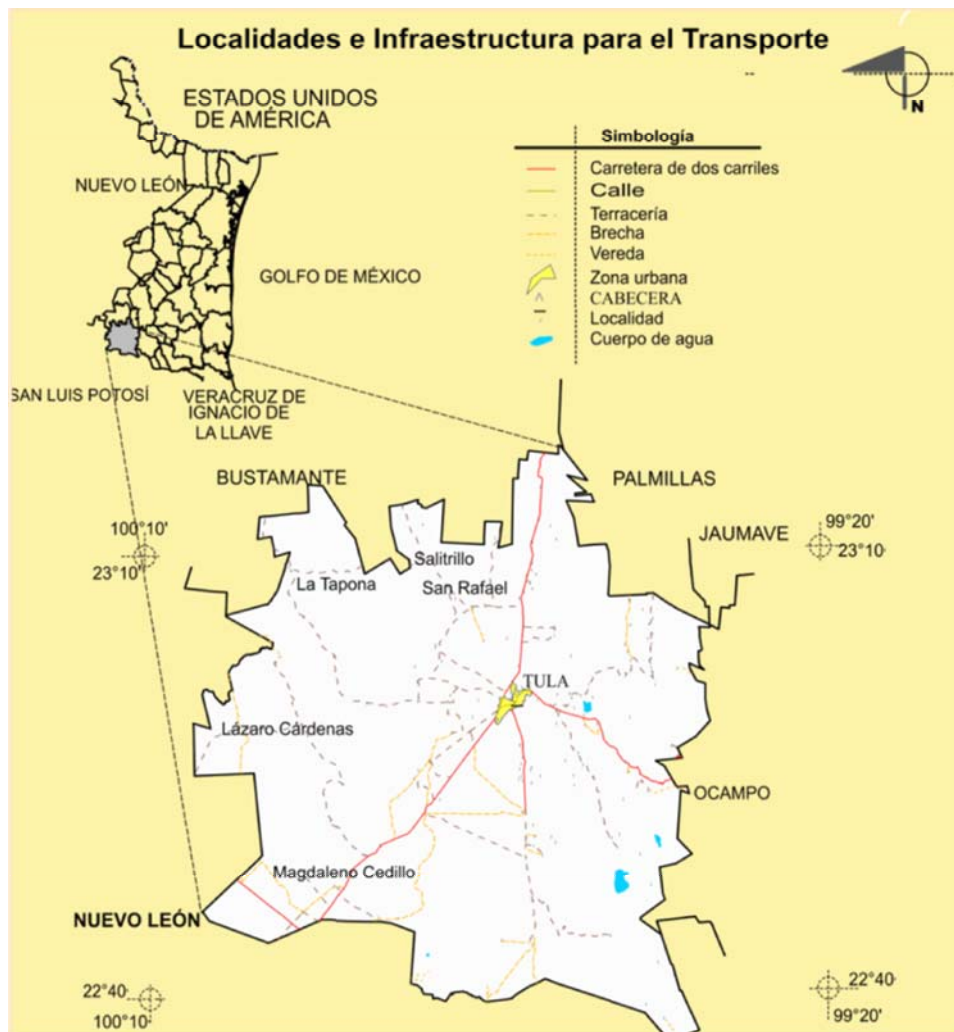 Localidades e Infraestructura para el Transporte
N
ESTADOS UNIDOS
DE AMÉRICA
NUEVO LEÓN
GOLFO DE MÉXICO
SAN LUIS POTOSÍ
VERACRUZ DE
IGNACIO DE
LA LLAVE
Simbología
Carretera de dos carriles
Calle
Terracería
Brecha
Vereda
Zona urbana
CABECERA
Localidad
Cuerpo de agua
BUSTAMANTE
PALMILLAS
JAUMAVE
100°10'
23°10'
99°20'
23°10'
Salitrillo
La Tapona
San Rafael
TULA
Lázaro Cárdenas
OCAMPO
Magdaleno Cedillo
NUEVO LEÓN
22°40'
100°10'
22°40'
99°20'